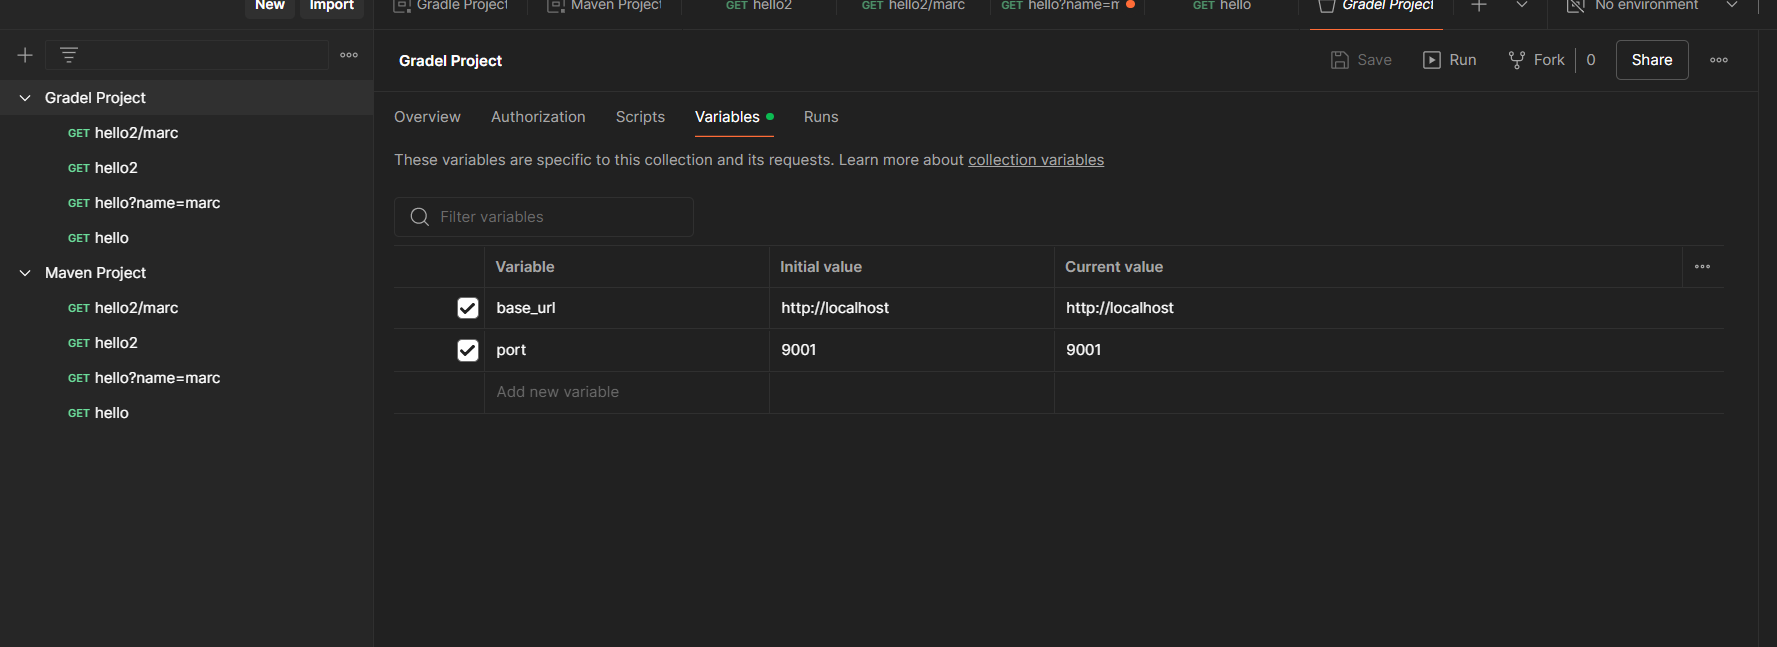 New Import
Gradle Project Maven Project GET hello2 GET hello2/marc GET hello?name=m GET hello Gradel Project No environment
Gradel Project
Save Run Fork 0 Share
Gradel Project
GET hello2/marc
GET hello2
GET hello?name=marc
GET hello
Maven Project
GET hello2/marc
GET hello2
GET hello?name=marc
GET hello
Overview Authorization Scripts Variables Runs
These variables are specific to this collection and its requests. Learn more about collection variables
Filter variables
Variable Initial value Current value
base_url http://localhost http://localhost
port 9001 9001
Add new variable